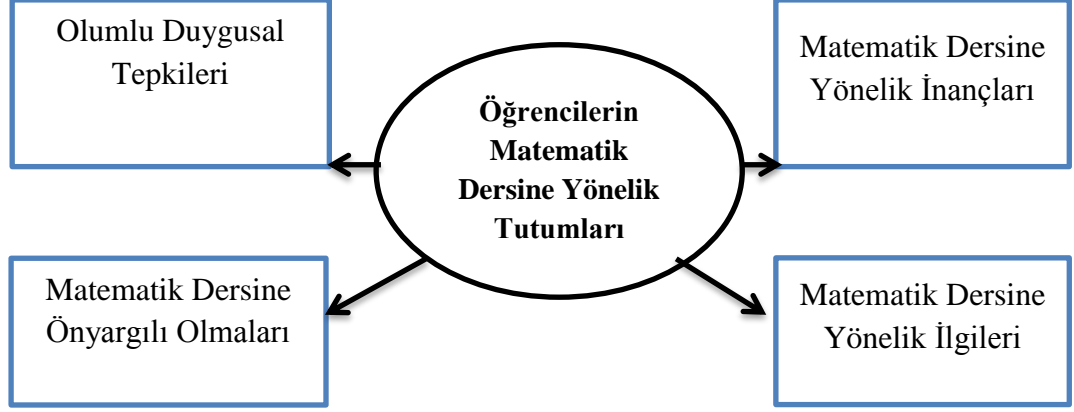 Olumlu Duygusal
Tepkileri
Öğrencilerin
Matematik
Dersine Yönelik
Tutumları
Matematik Dersine
Yönelik İnançları
Matematik Dersine
Önyargılı Olmaları
Matematik Dersine
Yönelik İlgileri